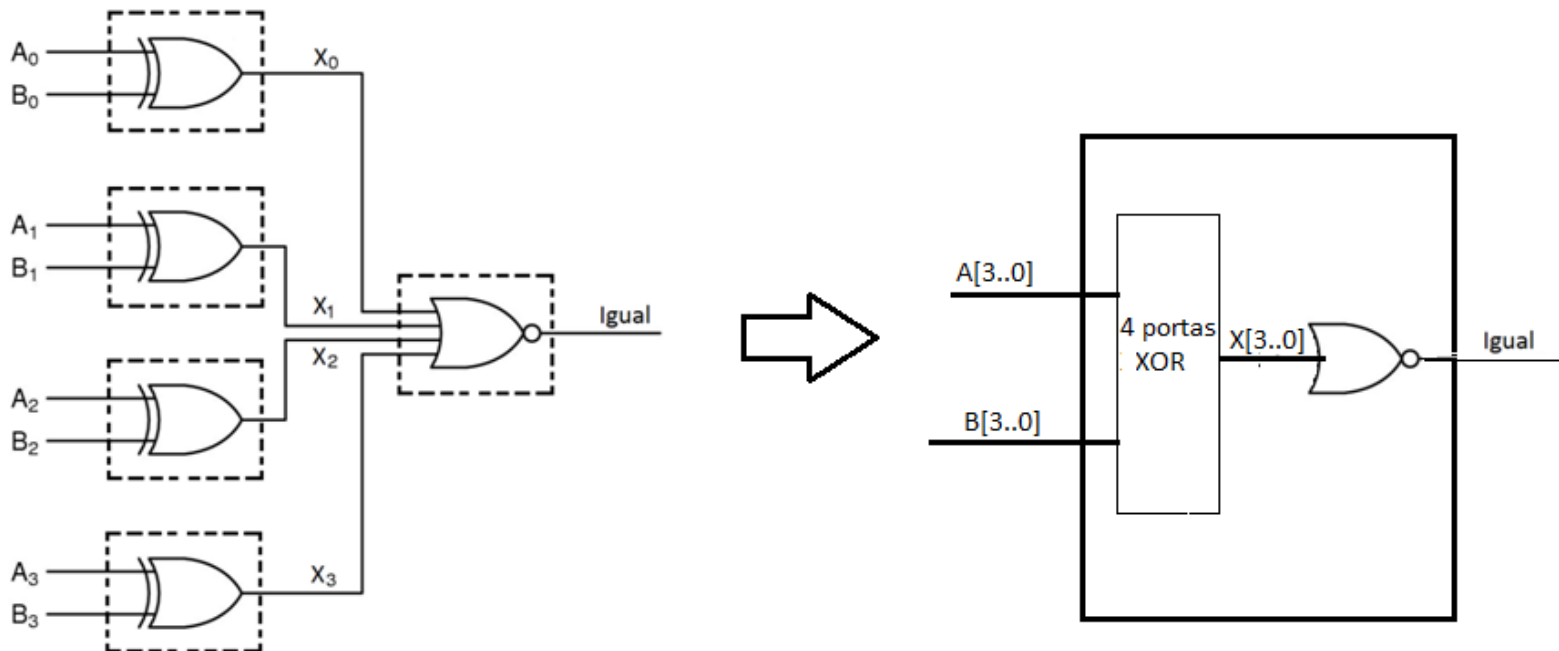 A₀
B₀
X₀
A₁
B₁
X₁
X₂
A₂
B₂
A₃
B₃
X₃
Igual
A[3..0]
B[3..0]
4 portas
XOR
X[3..0]
Igual